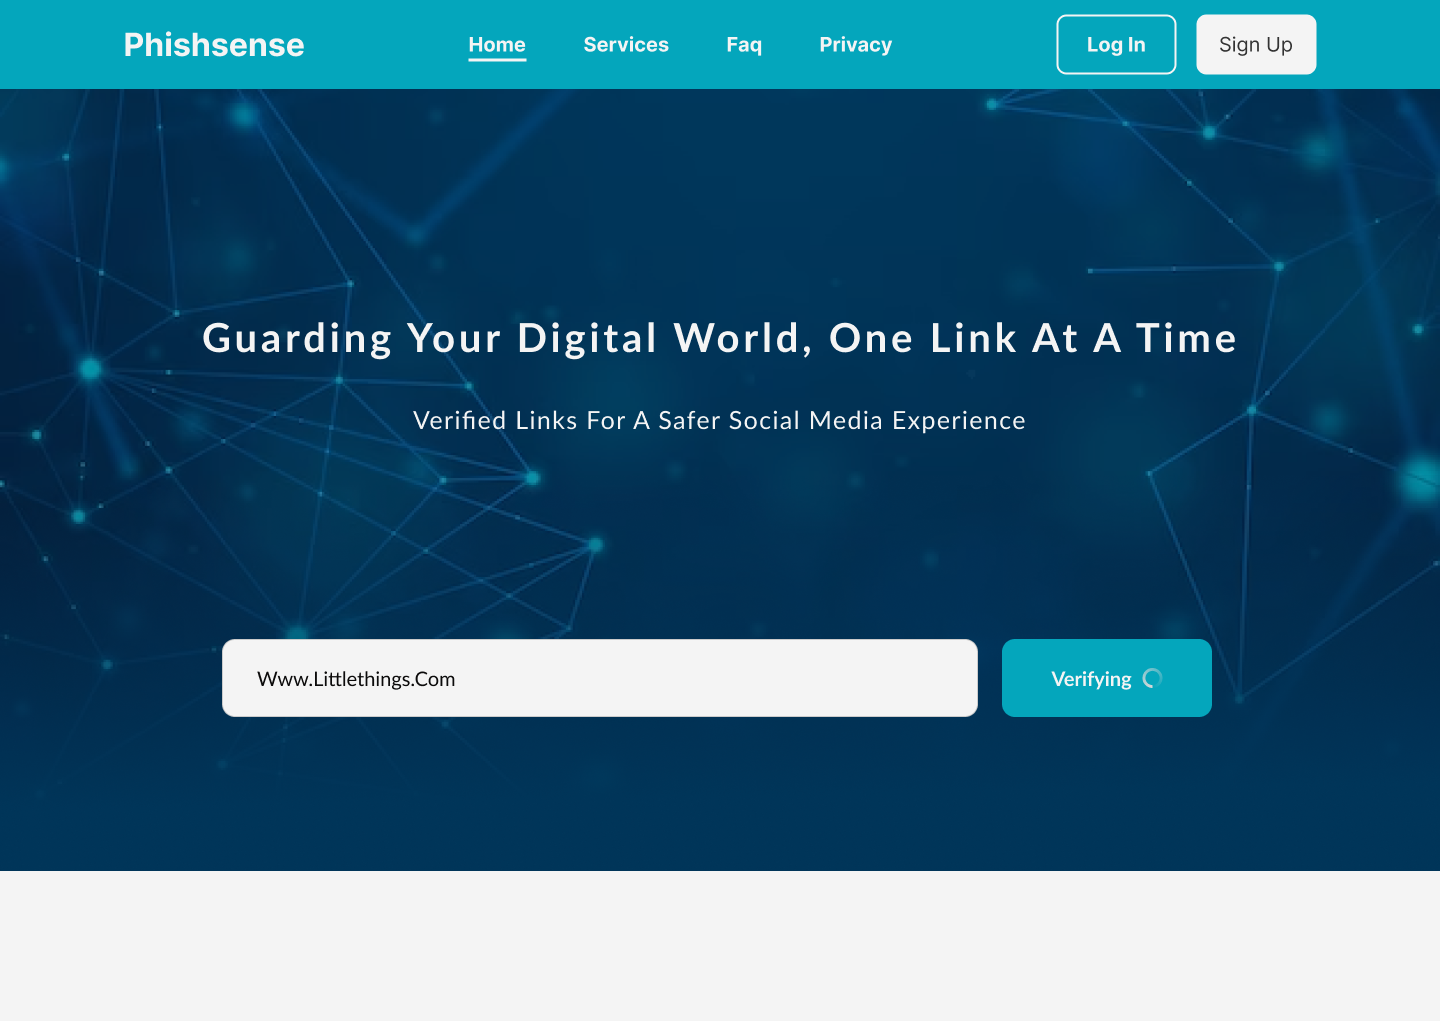 Phishsense
Home
Services
Faq
Privacy
Log In
Sign Up
Guarding Your Digital World, One Link At A Time
Verified Links For A Safer Social Media Experience
Www.Littlethings.Com
Verifying